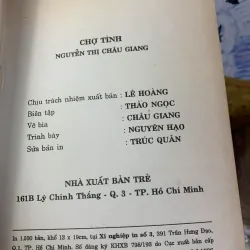 CHỢ TÌNH
NGUYỄN THỊ CHÂU GIANG
Chịu trách nhiệm xuất bản : LÊ HOÀNG
Biên tập : THẢO NGỌC
Vẽ bìa : CHÂU GIANG
Trình bày : NGUYÊN HẠO
Sửa bản in : TRÚC QUÂN
NHÀ XUẤT BẢN TRẺ
161B Lý Chính Thắng - Q. 3 - TP. Hồ Chí Minh
In 1.000 bản, khổ 13 x 19cm, tại Xí nghiệp in số 3, 391 Trần Hưng Đạo,
Q.1, TP. Hồ Chí Minh. Số đăng ký KHXB 796/193 do Cục xuất bản cấp